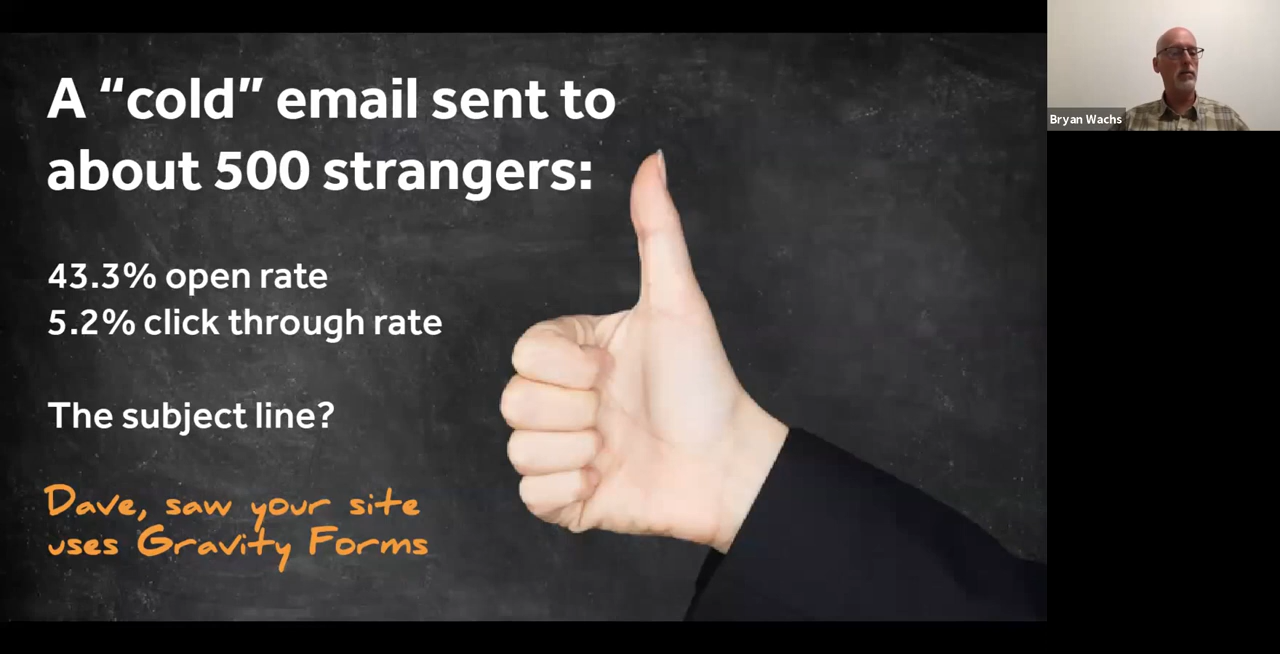 A “cold” email sent to
about 500 strangers:
43.3% open rate
5.2% click through rate
The subject line?
Dave, saw your site
uses Gravity Forms
Bryan Wachs